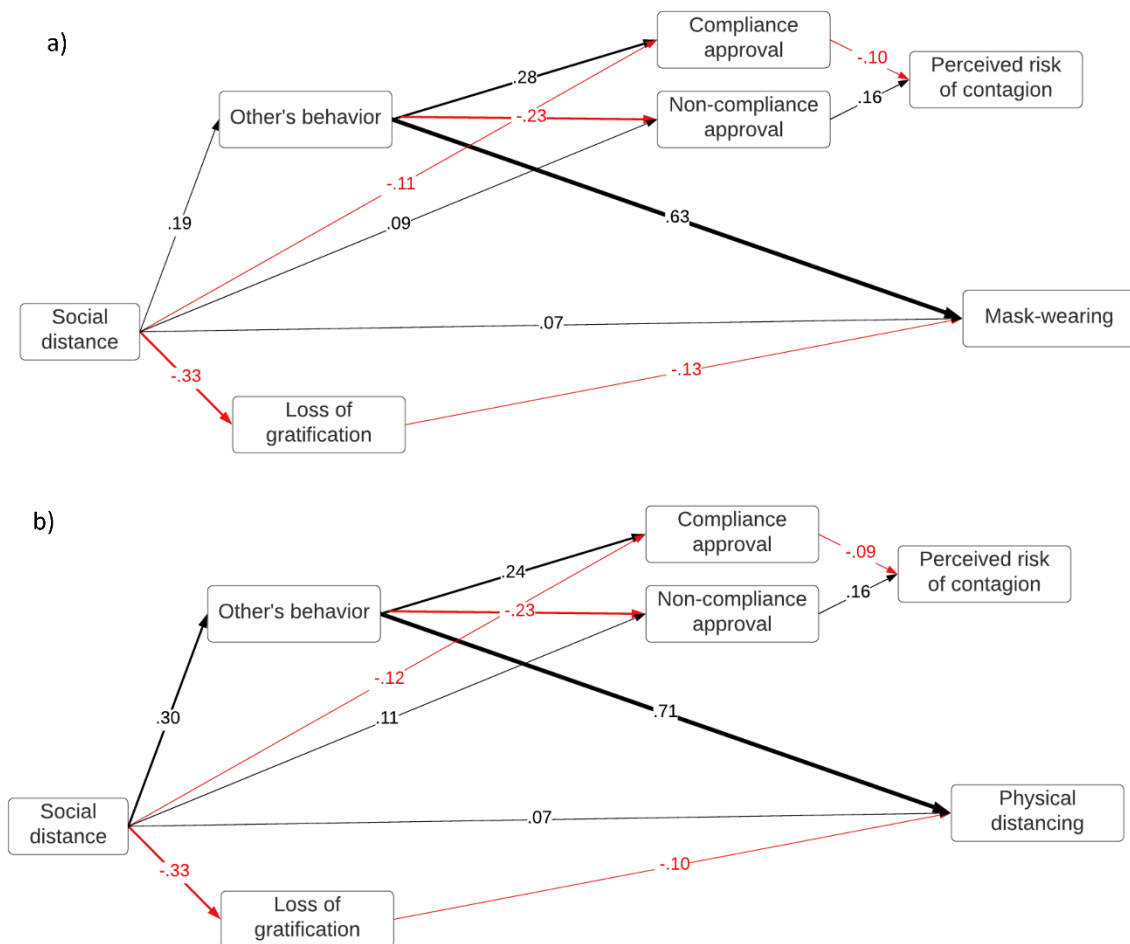 a)
Compliance
approval
-.10
Perceived risk
of contagion
.28
Other's behavior
-.23
Non-compliance
approval
.16
-.11
.19
.09
.63
Social
distance
.07
Mask-wearing
-.33
-.13
Loss of
gratification
b)
Compliance
approval
-.09
Perceived risk
of contagion
.24
Other's behavior
-.23
Non-compliance
approval
.16
-.12
.30
.11
.71
Social
distance
.07
Physical
distancing
-.33
-.10
Loss of
gratification